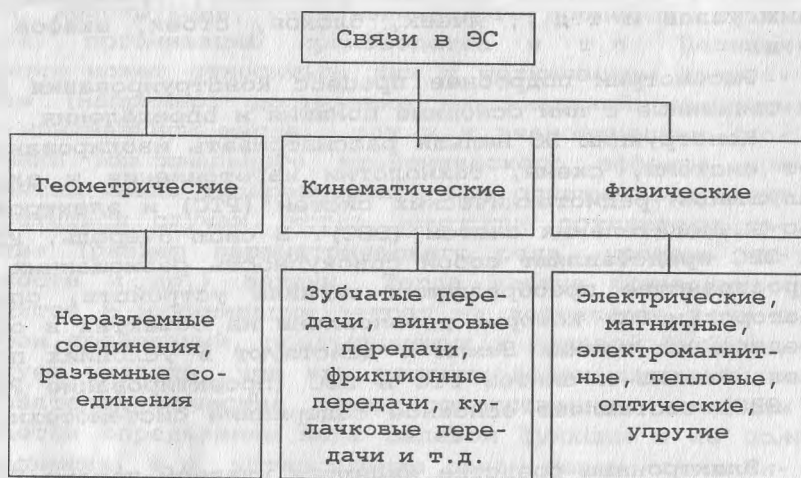 Связи в ЭС
Геометрические
Кинематические
Физические
Неразъемные
соединения,
разъемные со-
единения
Зубчатые пере-
дачи, винтовые
передачи,
фрикционные
передачи, ку-
лачковые пере-
дачи и т.д.
Электрические,
магнитные,
электромагнит-
ные, тепловые,
оптические,
упругие